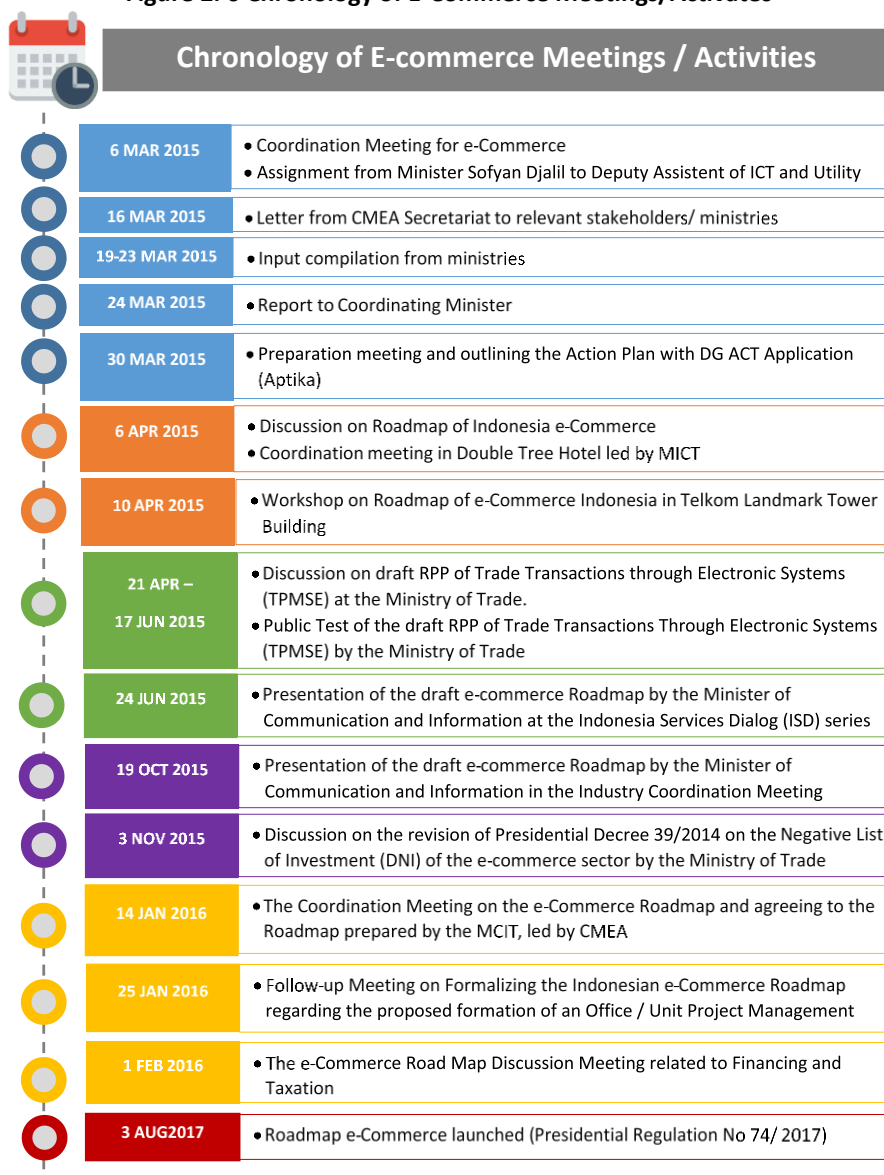 Chronology of E-commerce Meetings / Activities
6 MAR 2015
• Coordination Meeting for e-Commerce
• Assignment from Minister Sofyan Djalil to Deputy Assistent of ICT and Utility
16 MAR 2015
• Letter from CMEA Secretariat to relevant stakeholders/ ministries
19-23 MAR 2015
• Input compilation from ministries
24 MAR 2015
• Report to Coordinating Minister
30 MAR 2015
• Preparation meeting and outlining the Action Plan with DG ACT Application
(Aptika)
6 APR 2015
• Discussion on Roadmap of Indonesia e-Commerce
• Coordination meeting in Double Tree Hotel led by MICT
10 APR 2015
• Workshop on Roadmap of e-Commerce Indonesia in Telkom Landmark Tower
Building
21 APR –
17 JUN 2015
• Discussion on draft RPP of Trade Transactions through Electronic Systems
(TPMSE) at the Ministry of Trade.
• Public Test of the draft RPP of Trade Transactions Through Electronic Systems
(TPMSE) by the Ministry of Trade
24 JUN 2015
• Presentation of the draft e-commerce Roadmap by the Minister of
Communication and Information at the Indonesia Services Dialog (ISD) series
19 OCT 2015
• Presentation of the draft e-commerce Roadmap by the Minister of
Communication and Information in the Industry Coordination Meeting
3 NOV 2015
• Discussion on the revision of Presidential Decree 39/2014 on the Negative List
of Investment (DNI) of the e-commerce sector by the Ministry of Trade
14 JAN 2016
• The Coordination Meeting on the e-Commerce Roadmap and agreeing to the
Roadmap prepared by the MCIT, led by CMEA
25 JAN 2016
• Follow-up Meeting on Formalizing the Indonesian e-Commerce Roadmap
regarding the proposed formation of an Office / Unit Project Management
1 FEB 2016
• The e-Commerce Road Map Discussion Meeting related to Financing and
Taxation
3 AUG2017
• Roadmap e-Commerce launched (Presidential Regulation No 74/ 2017)